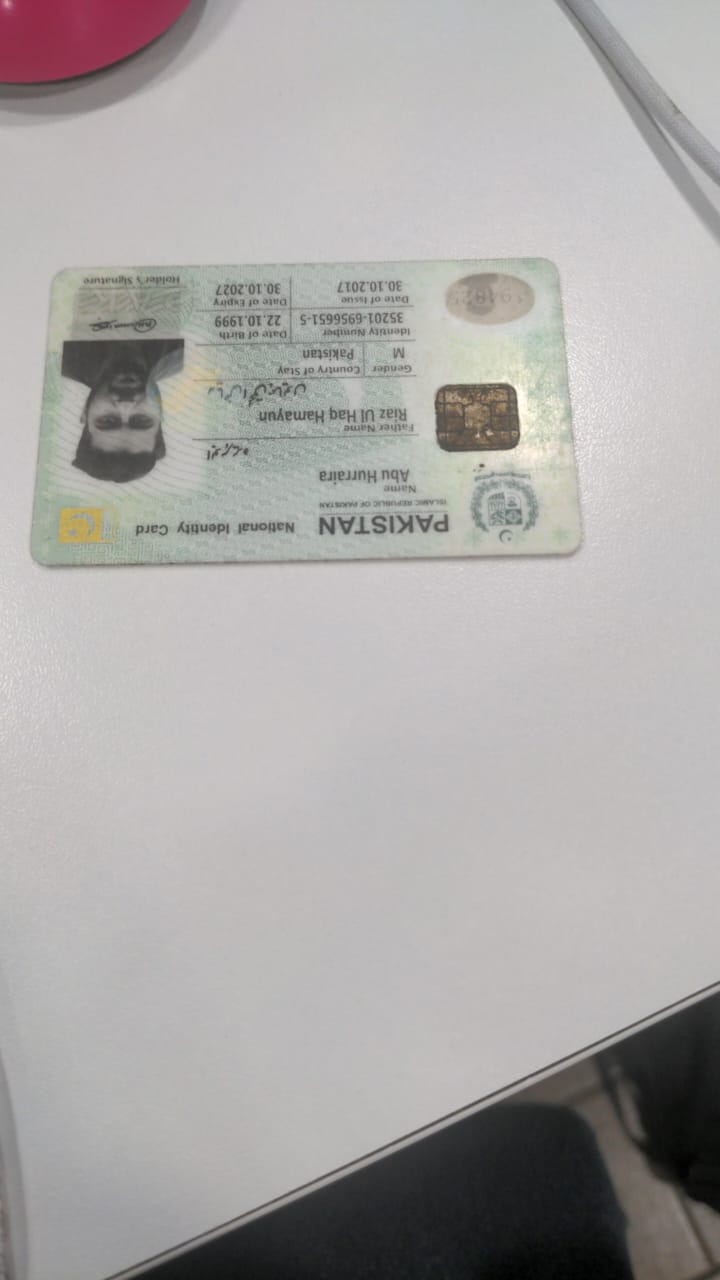 PAKISTAN National Identity Card
ISLAMIC REPUBLIC OF PAKISTAN
Name
Abu Hurraira
ابو ہریرہ
Father Name
Riaz Ul Haq Hamayun
Gender Country of Stay
M Pakistan
Identity Number Date of Birth
35201-6956651-5 22.10.1999
Date of Issue Date of Expiry
30.10.2017 30.10.2027
Holder's Signature